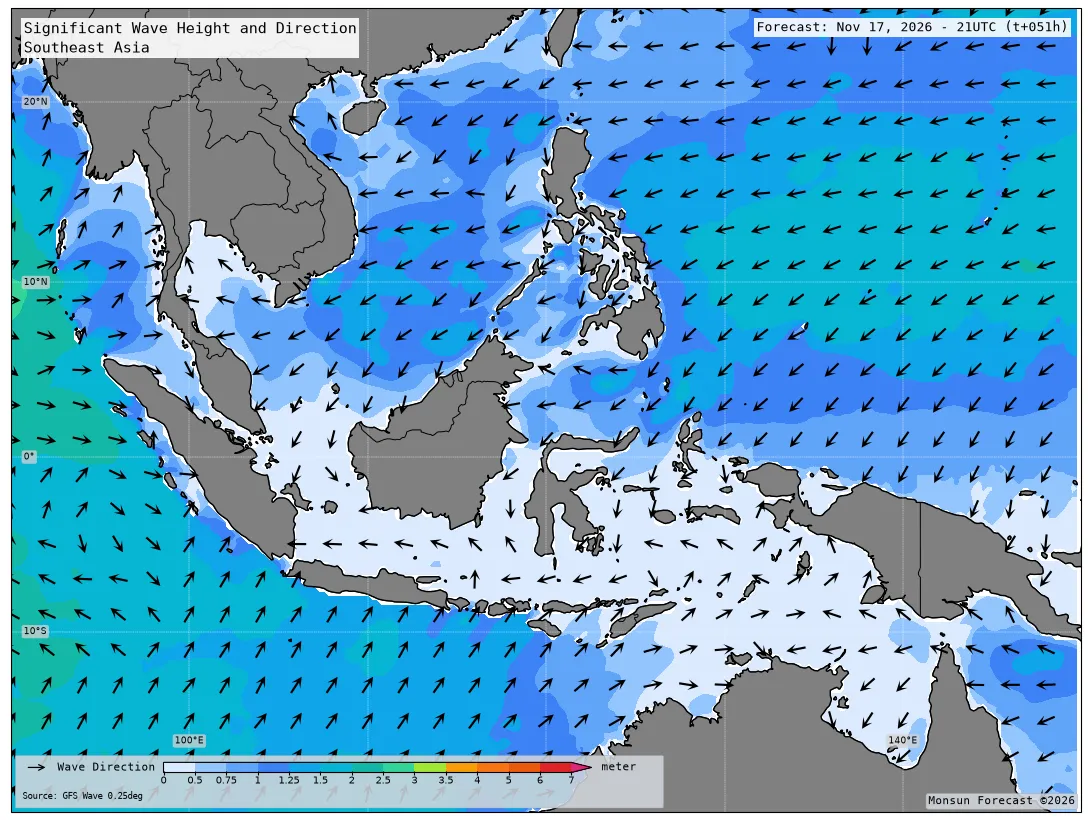 Significant Wave Height and Direction
Southeast Asia
Forecast: Nov 17, 2026 - 21UTC (t+051h)
20°N
10°N
0°
10°S
100°E
140°E
Wave Direction
meter
0 0.5 0.75 1 1.25 1.5 2 2.5 3 3.5 4 5 6 7
Source: GFS Wave 0.25deg
Monsun Forecast ©2026